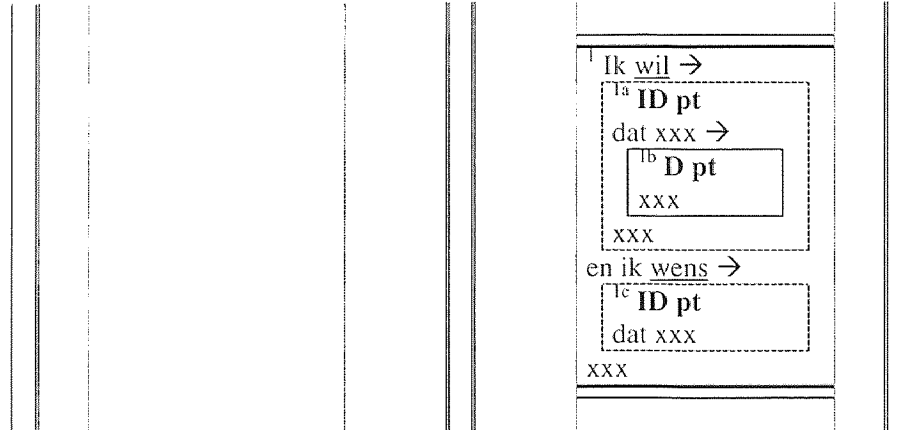 1 Ik wil →
1a ID pt
dat xxx →
1b D pt
xxx
xxx
en ik wens →
1c ID pt
dat xxx
xxx